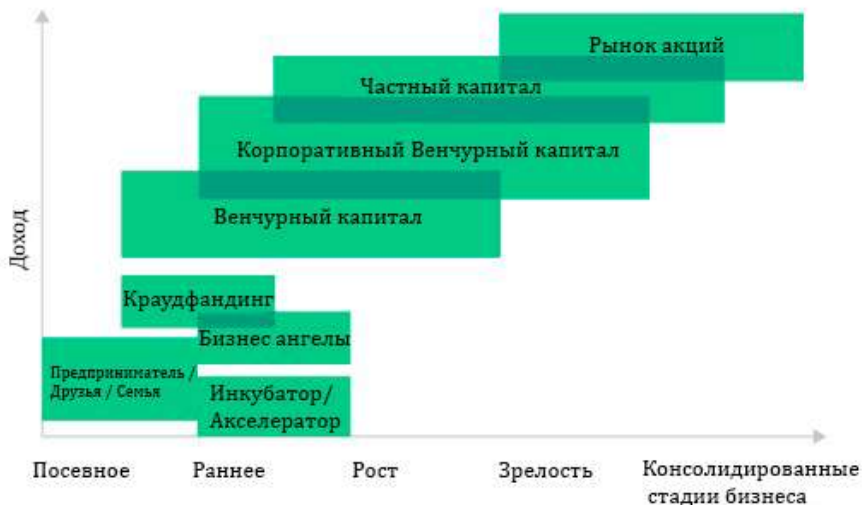 Рынок акций
Частный капитал
Корпоративный Венчурный капитал
Венчурный капитал
Доход
Краудфандинг
Бизнес ангелы
Предприниматель /
Друзья / Семья
Инкубатор/
Акселератор
Посевное
Раннее
Рост
Зрелость
Консолидированные
стадии бизнеса